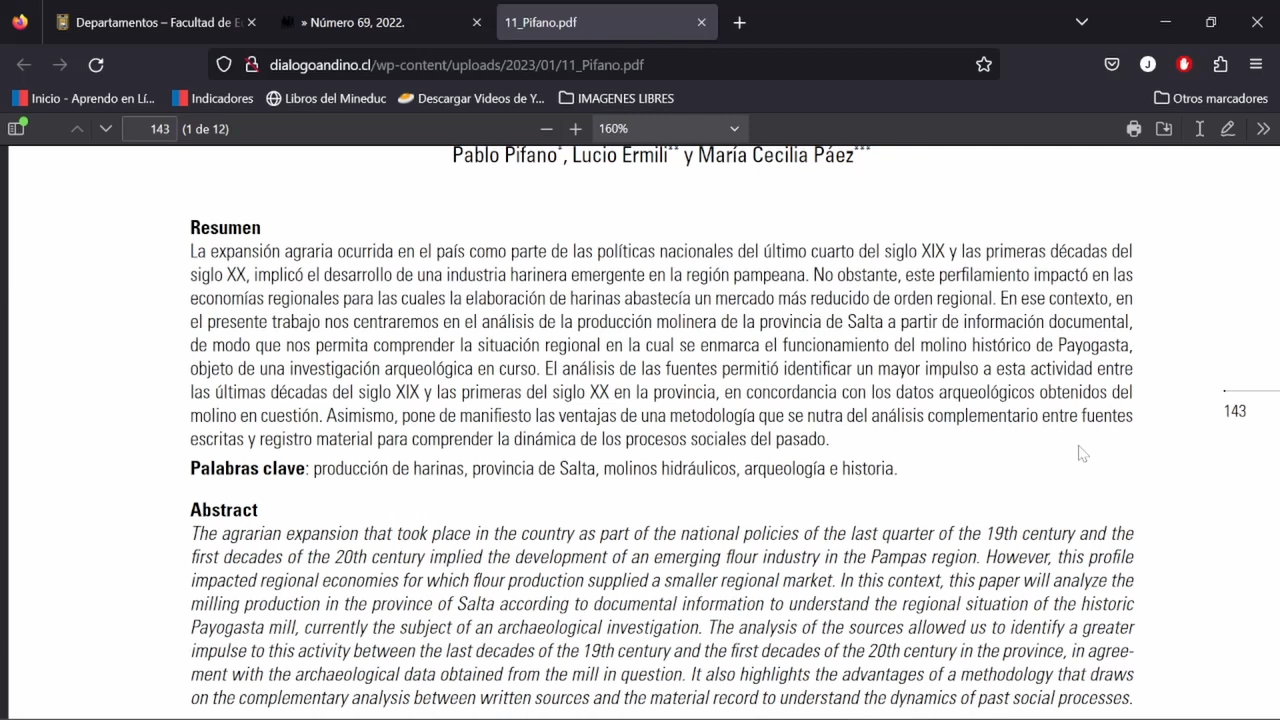 Departamentos – Facultad de Ec
» Número 69, 2022.
11_Pifano.pdf
dialogoandino.cl/wp-content/uploads/2023/01/11_Pifano.pdf
J
Inicio - Aprendo en Lí...
Indicadores
Libros del Mineduc
Descargar Videos de Y...
IMAGENES LIBRES
Otros marcadores
143
(1 de 12)
160%
Pablo Pifano*, Lucio Ermili** y María Cecilia Páez***
Resumen
La expansión agraria ocurrida en el país como parte de las políticas nacionales del último cuarto del siglo XIX y las primeras décadas del
siglo XX, implicó el desarrollo de una industria harinera emergente en la región pampeana. No obstante, este perfilamiento impactó en las
economías regionales para las cuales la elaboración de harinas abastecía un mercado más reducido de orden regional. En ese contexto, en
el presente trabajo nos centraremos en el análisis de la producción molinera de la provincia de Salta a partir de información documental,
de modo que nos permita comprender la situación regional en la cual se enmarca el funcionamiento del molino histórico de Payogasta,
objeto de una investigación arqueológica en curso. El análisis de las fuentes permitió identificar un mayor impulso a esta actividad entre
las últimas décadas del siglo XIX y las primeras del siglo XX en la provincia, en concordancia con los datos arqueológicos obtenidos del
molino en cuestión. Asimismo, pone de manifiesto las ventajas de una metodología que se nutra del análisis complementario entre fuentes
escritas y registro material para comprender la dinámica de los procesos sociales del pasado.
143
Palabras clave: producción de harinas, provincia de Salta, molinos hidráulicos, arqueología e historia.
Abstract
The agrarian expansion that took place in the country as part of the national policies of the last quarter of the 19th century and the
first decades of the 20th century implied the development of an emerging flour industry in the Pampas region. However, this profile
impacted regional economies for which flour production supplied a smaller regional market. In this context, this paper will analyze the
milling production in the province of Salta according to documental information to understand the regional situation of the historic
Payogasta mill, currently the subject of an archaeological investigation. The analysis of the sources allowed us to identify a greater
impulse to this activity between the last decades of the 19th century and the first decades of the 20th century in the province, in agree-
ment with the archaeological data obtained from the mill in question. It also highlights the advantages of a methodology that draws
on the complementary analysis between written sources and the material record to understand the dynamics of past social processes.